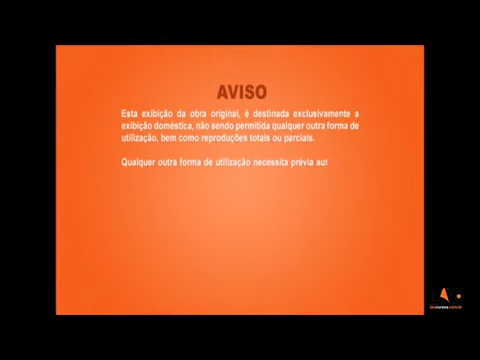 AVISO
Esta exibição da obra original, é destinada exclusivamente a
exibição doméstica, não sendo permitida qualquer outra forma de
utilização, bem como reproduções totais ou parciais.
Qualquer outra forma de utilização necessita prévia aut